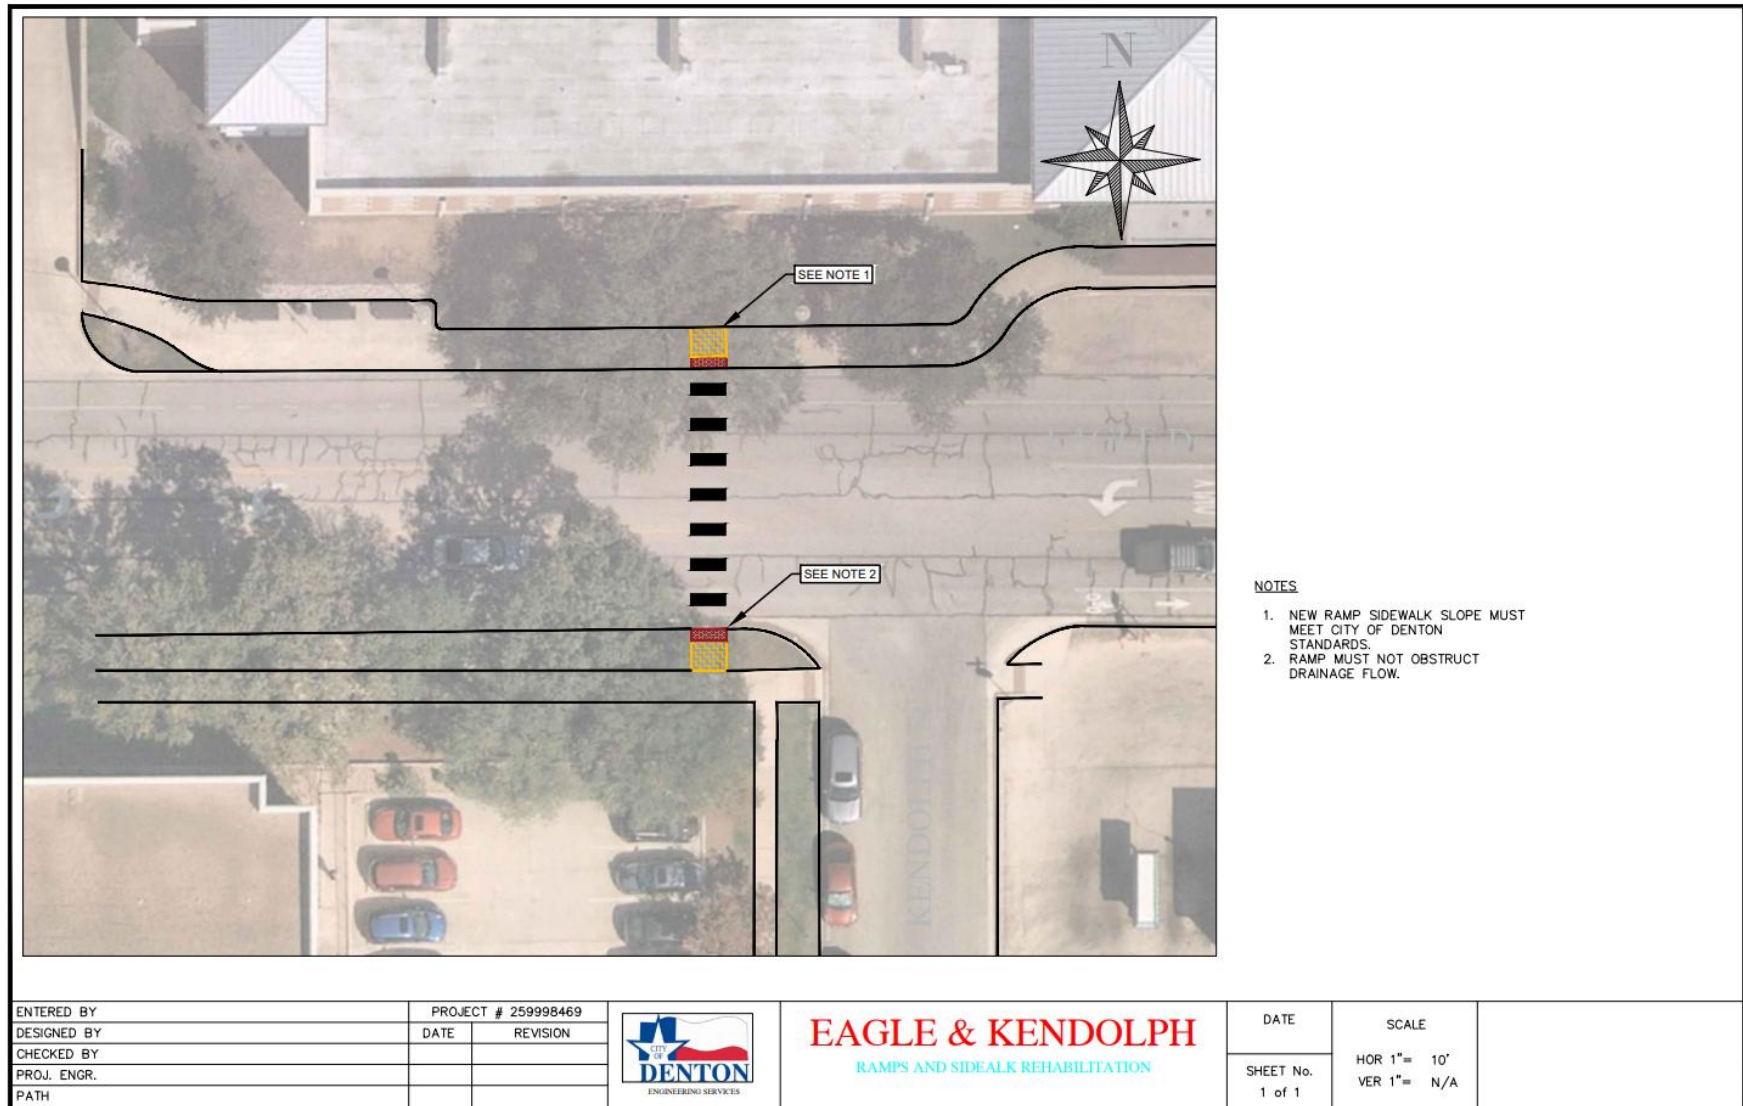 N
SEE NOTE 1
SEE NOTE 2
ONLY
KENDOLPH
NOTES
1. NEW RAMP SIDEWALK SLOPE MUST
MEET CITY OF DENTON
STANDARDS.
2. RAMP MUST NOT OBSTRUCT
DRAINAGE FLOW.
ENTERED BY
DESIGNED BY
CHECKED BY
PROJ. ENGR.
PATH
PROJECT # 259998469
DATE REVISION
CITY
OF
DENTON
ENGINEERING SERVICES
EAGLE & KENDOLPH
RAMPS AND SIDEALK REHABILITATION
DATE
SHEET No.
1 of 1
SCALE
HOR 1"= 10'
VER 1"= N/A